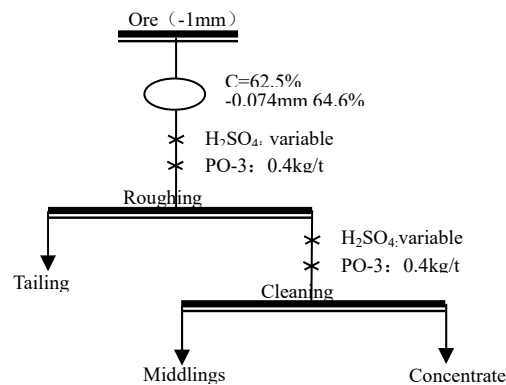 Ore（-1mm）
C=62.5%
-0.074mm 64.6%
H₂SO₄: variable
PO-3：0.4kg/t
Roughing
H₂SO₄:variable
PO-3：0.4kg/t
Tailing
Cleaning
Middlings
Concentrate